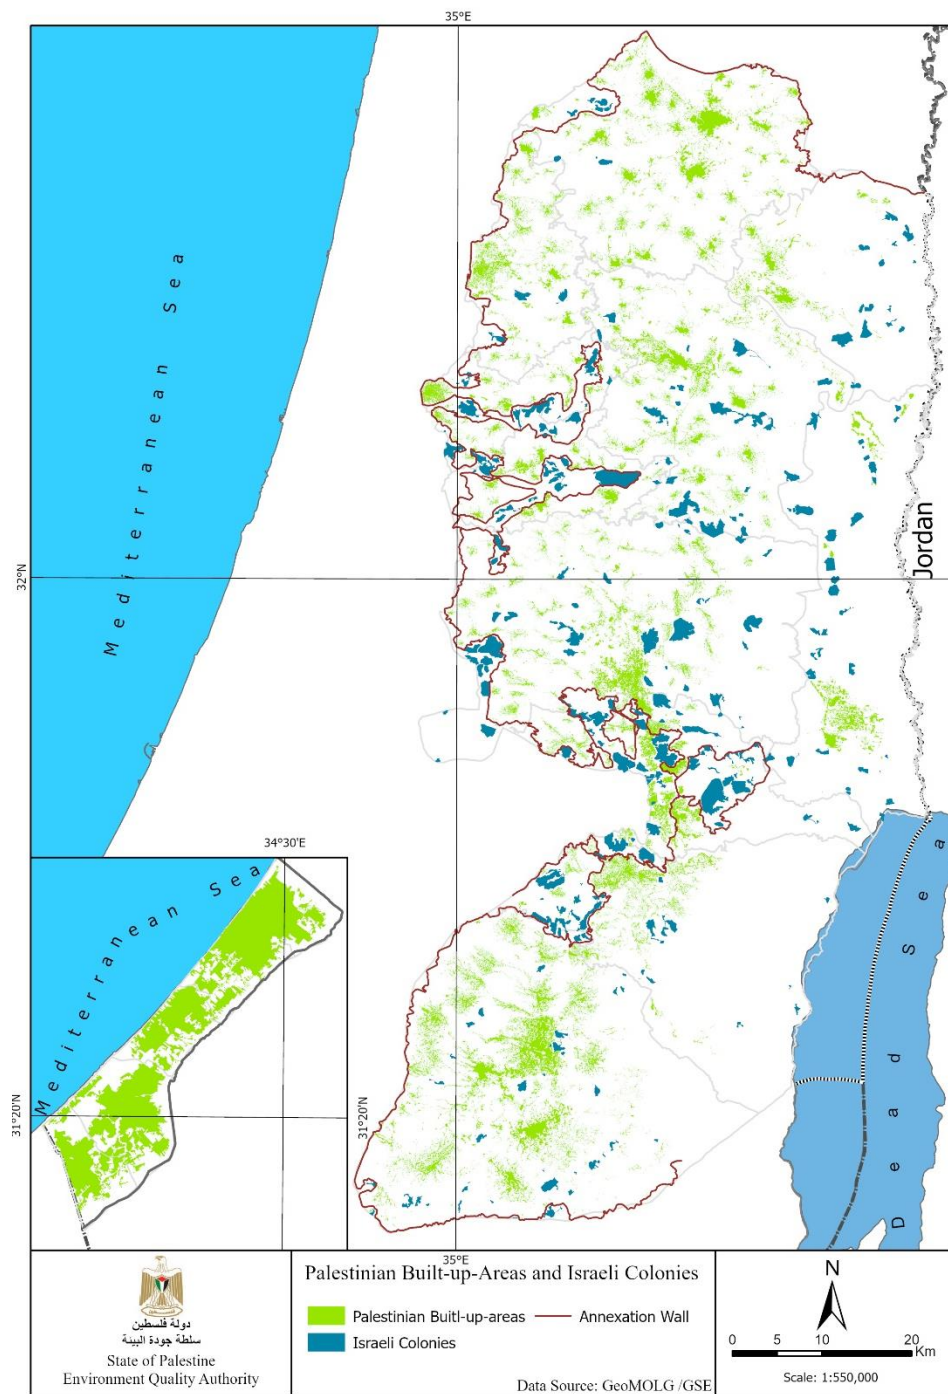 35°E
Mediterranean Sea
32°N
Jordan
34°30'E
Mediterranean Sea
Dead Sea
31°20'N
31°20'N
35°E
دولة فلسطين
سلطة جودة البيئة
State of Palestine
Environment Quality Authority
Palestinian Built-up-Areas and Israeli Colonies
Palestinian Buitl-up-areas
Annexation Wall
Israeli Colonies
Data Source: GeoMOLG /GSE
N
0 5 10 20
Km
Scale: 1:550,000